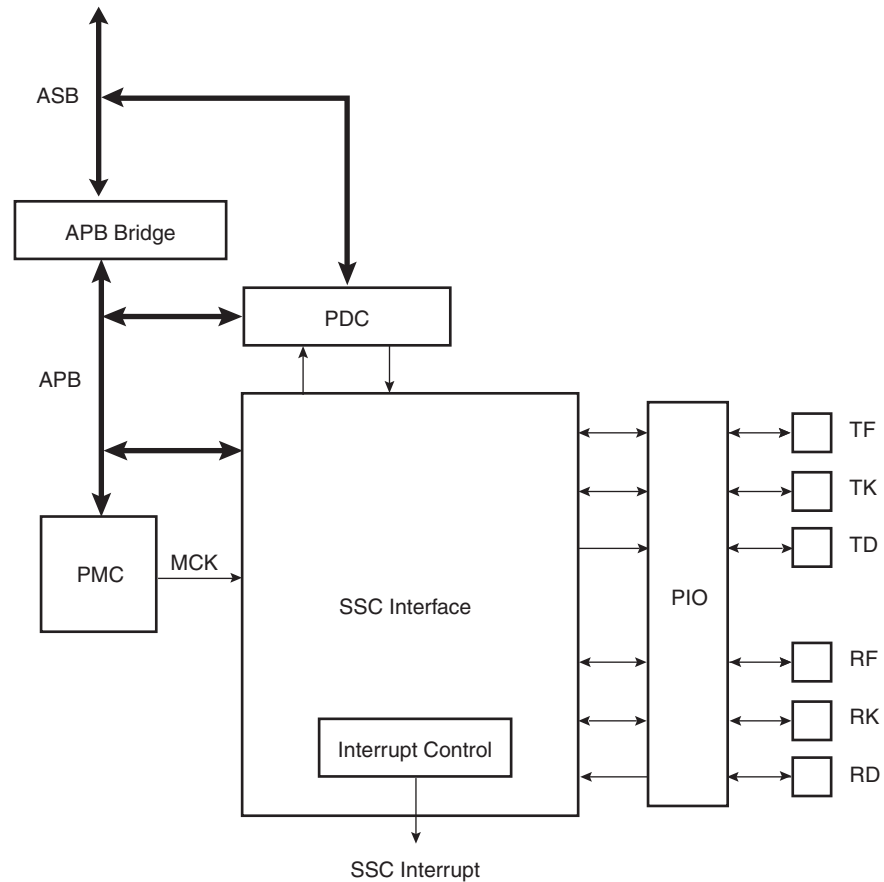 ASB
APB Bridge
PDC
APB
TF
TK
TD
PMC
MCK
SSC Interface
PIO
RF
RK
RD
Interrupt Control
SSC Interrupt